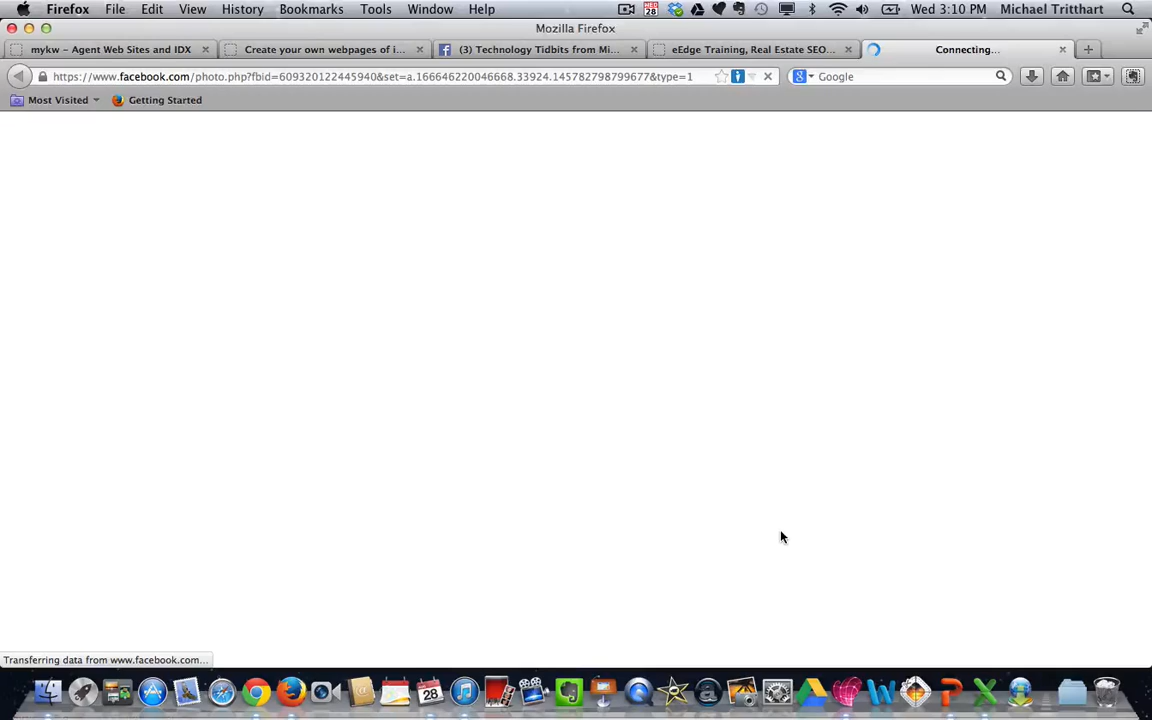 Firefox File Edit View History Bookmarks Tools Window Help WED 28 Wed 3:10 PM Michael Tritthart
Mozilla Firefox
mykw – Agent Web Sites and IDX Create your own webpages of i... (3) Technology Tidbits from Mi... eEdge Training, Real Estate SEO... Connecting...
https://www.facebook.com/photo.php?fbid=609320122445940&set=a.166646220046668.33924.145782798799677&type=1 Google
Most Visited Getting Started
Transferring data from www.facebook.com...
28